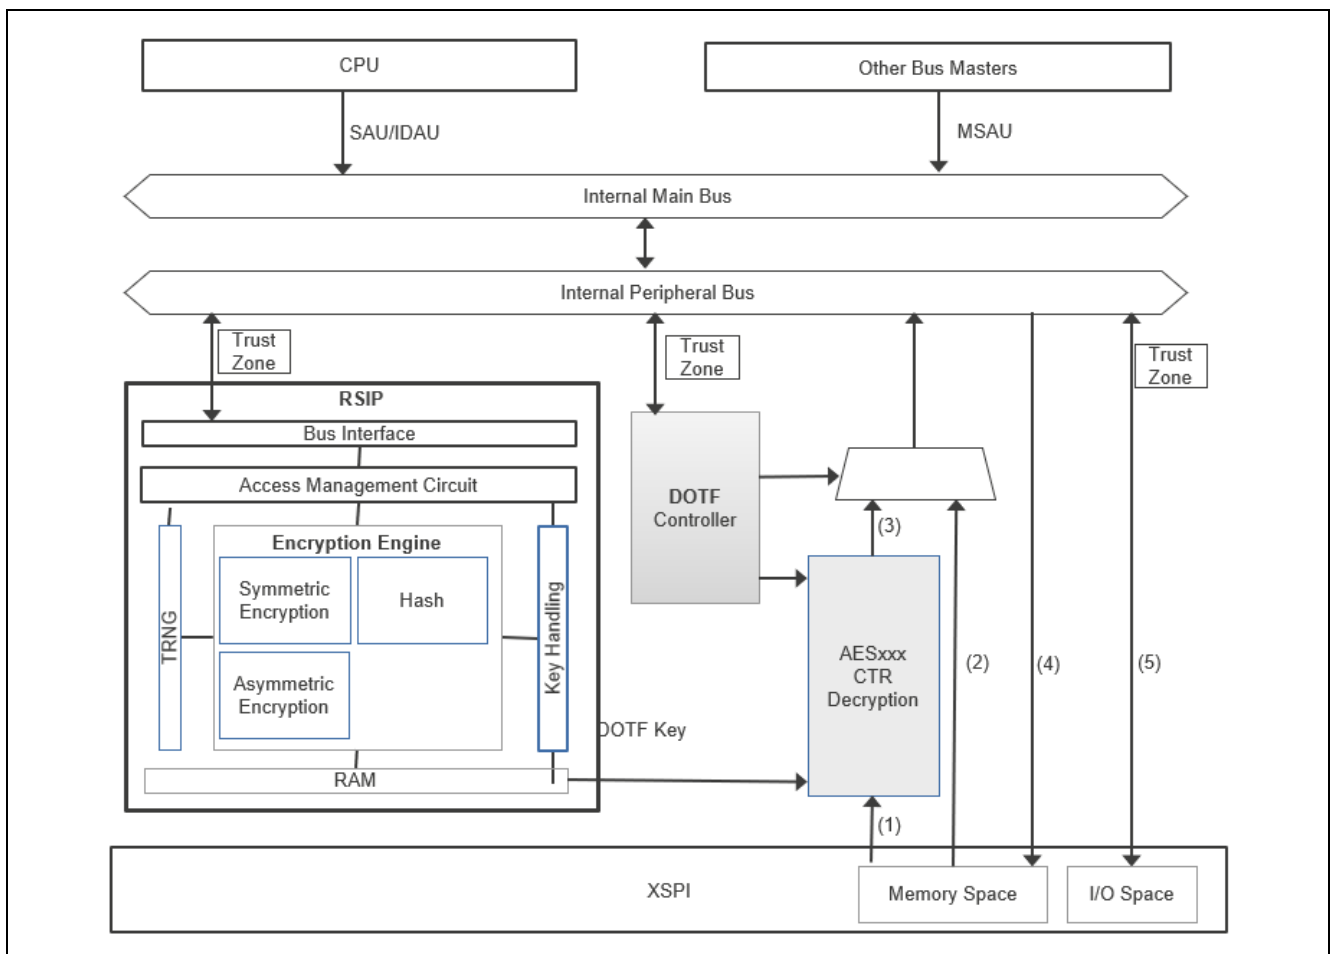 CPU
Other Bus Masters
SAU/IDAU
MSAU
Internal Main Bus
Internal Peripheral Bus
Trust
Zone
Trust
Zone
Trust
Zone
RSIP
Bus Interface
Access Management Circuit
DOTF
Controller
(3)
Encryption Engine
Symmetric
Encryption
Hash
TRNG
Key Handling
AESxxx
CTR
Decryption
(2)
(4)
(5)
Asymmetric
Encryption
DOTF Key
RAM
(1)
XSPI
Memory Space
I/O Space